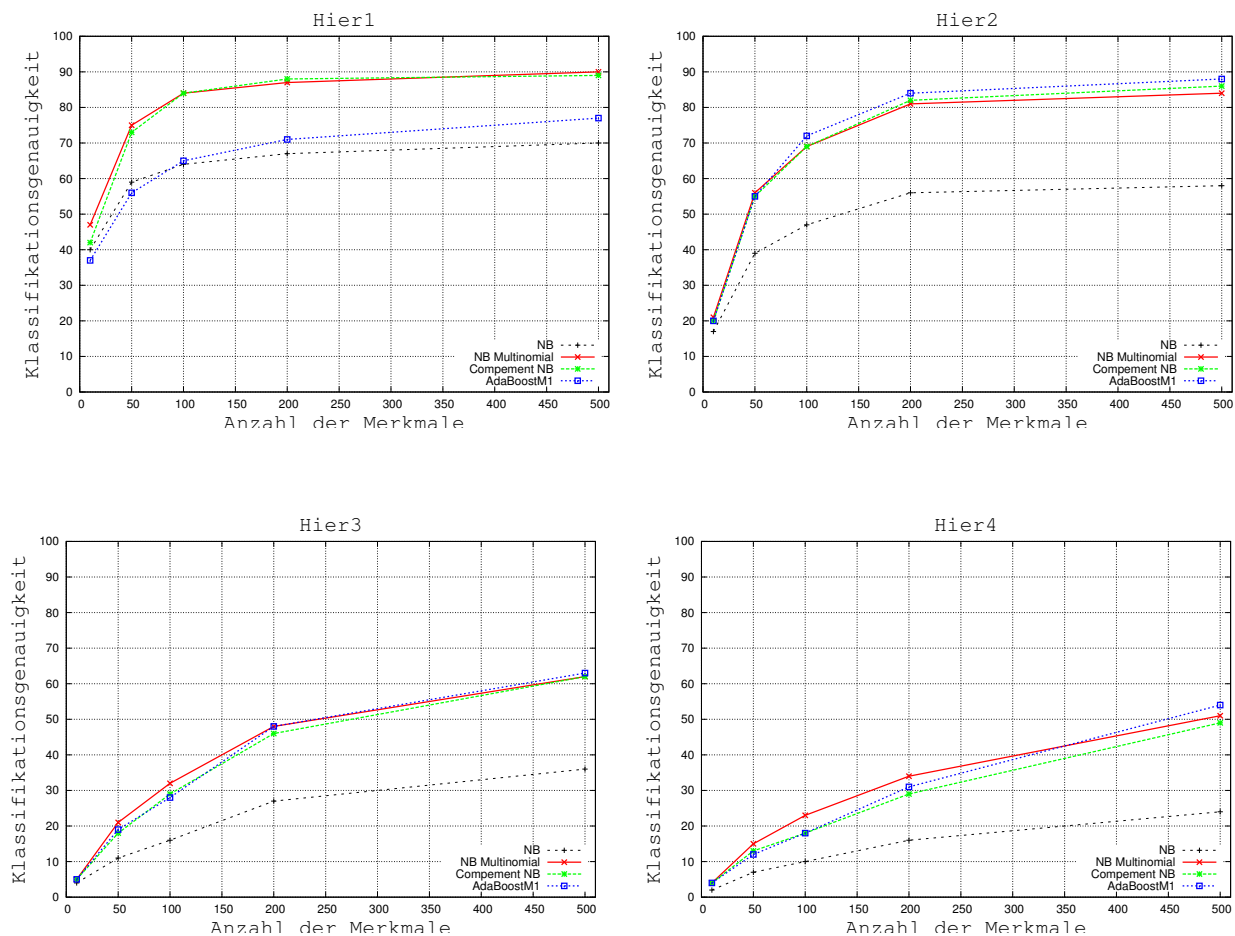 Hier1
Klassifikationsgenauigkeit
100
90
80
70
60
50
40
30
20
10
0
NB
NB Multinomial
Compement NB
AdaBoostM1
0 50 100 150 200 250 300 350 400 450 500
Anzahl der Merkmale
Hier2
Klassifikationsgenauigkeit
100
90
80
70
60
50
40
30
20
10
0
NB
NB Multinomial
Compement NB
AdaBoostM1
0 50 100 150 200 250 300 350 400 450 500
Anzahl der Merkmale
Hier3
Klassifikationsgenauigkeit
100
90
80
70
60
50
40
30
20
10
0
NB
NB Multinomial
Compement NB
AdaBoostM1
0 50 100 150 200 250 300 350 400 450 500
Anzahl der Merkmale
Hier4
Klassifikationsgenauigkeit
100
90
80
70
60
50
40
30
20
10
0
NB
NB Multinomial
Compement NB
AdaBoostM1
0 50 100 150 200 250 300 350 400 450 500
Anzahl der Merkmale